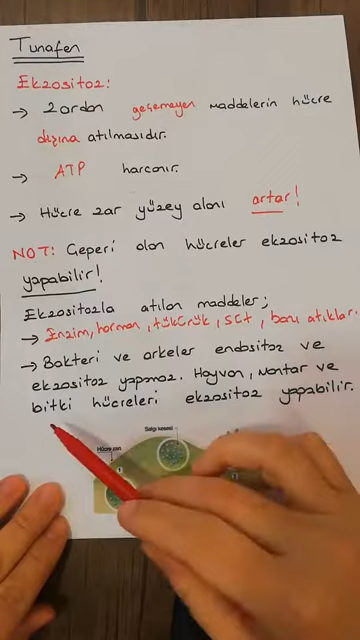 Tunafen
Ekzositoz:
→ Zardan geçemeyen maddelerin hücre
dışına atılmasıdır.
→ ATP harcanır.
→ Hücre zar yüzey alanı artar!
NOT: Çeperi olan hücreler ekzositoz
yapabilir!
Ekzositozla atılan maddeler;
→ Enzim, hormon, tükürük, süt, bazı atıklar.
→ Bakteri ve arkeler endositoz ve
ekzositoz yapmaz. Hayvan, mantar ve
bitki hücreleri ekzositoz yapabilir.
Salgı kesesi
Hücre zarı
1